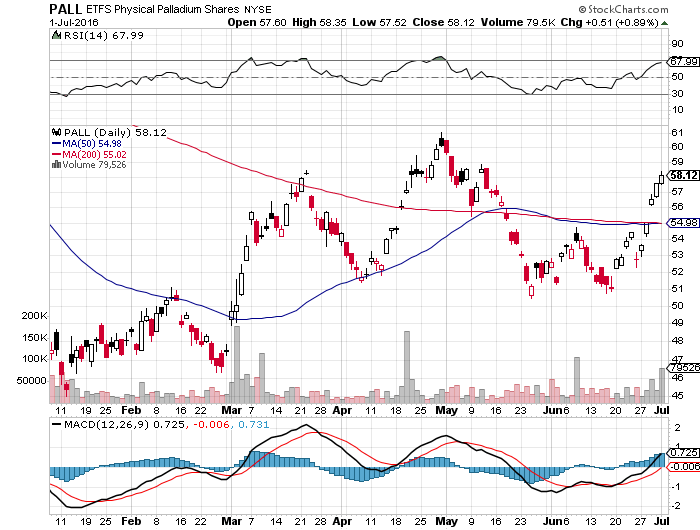 PALL ETFS Physical Palladium Shares NYSE © StockCharts.com
1-Jul-2016 Open 57.60 High 58.35 Low 57.52 Close 58.12 Volume 79.5K Chg +0.51 (+0.89%)
RSI(14) 67.99
90
67.99
50
30
10
PALL (Daily) 58.12
MA(50) 54.98
MA(200) 55.02
Volume 79,526
61
60
59
58.12
57
56
54.98
54
53
52
51
50
49
48
47
46
45
200K
150K
100K
50000
79526
11 19 25 Feb 8 16 22 Mar 7 14 21 28 Apr 11 18 25 May 9 16 23 Jun 6 13 20 27 Jul
MACD(12,26,9) 0.725, -0.006, 0.731
2
1
0.725
-0.006
-1
-2
11 19 25 Feb 8 16 22 Mar 7 14 21 28 Apr 11 18 25 May 9 16 23 Jun 6 13 20 27 Jul